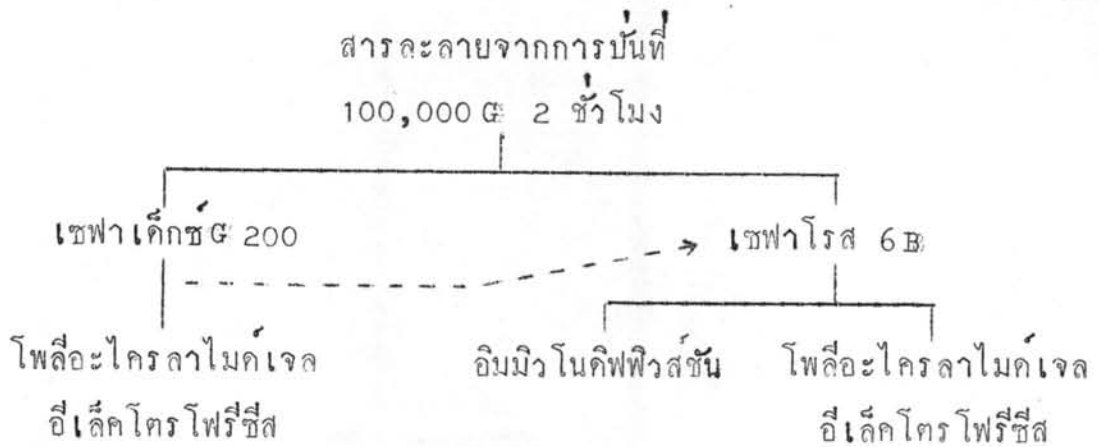 สารละลายจากการปั่นที่
100,000 G 2 ชั่วโมง
เซฟาเด็กซ์ G 200
เซฟาโรส 6B
โพลีอะไครลาไมด์เจล
อีเล็คโตรโฟรีซีส
อิมมิวโนดิฟฟิวส์ชัน
โพลีอะไครลาไมด์เจล
อีเล็คโตรโฟรีซีส